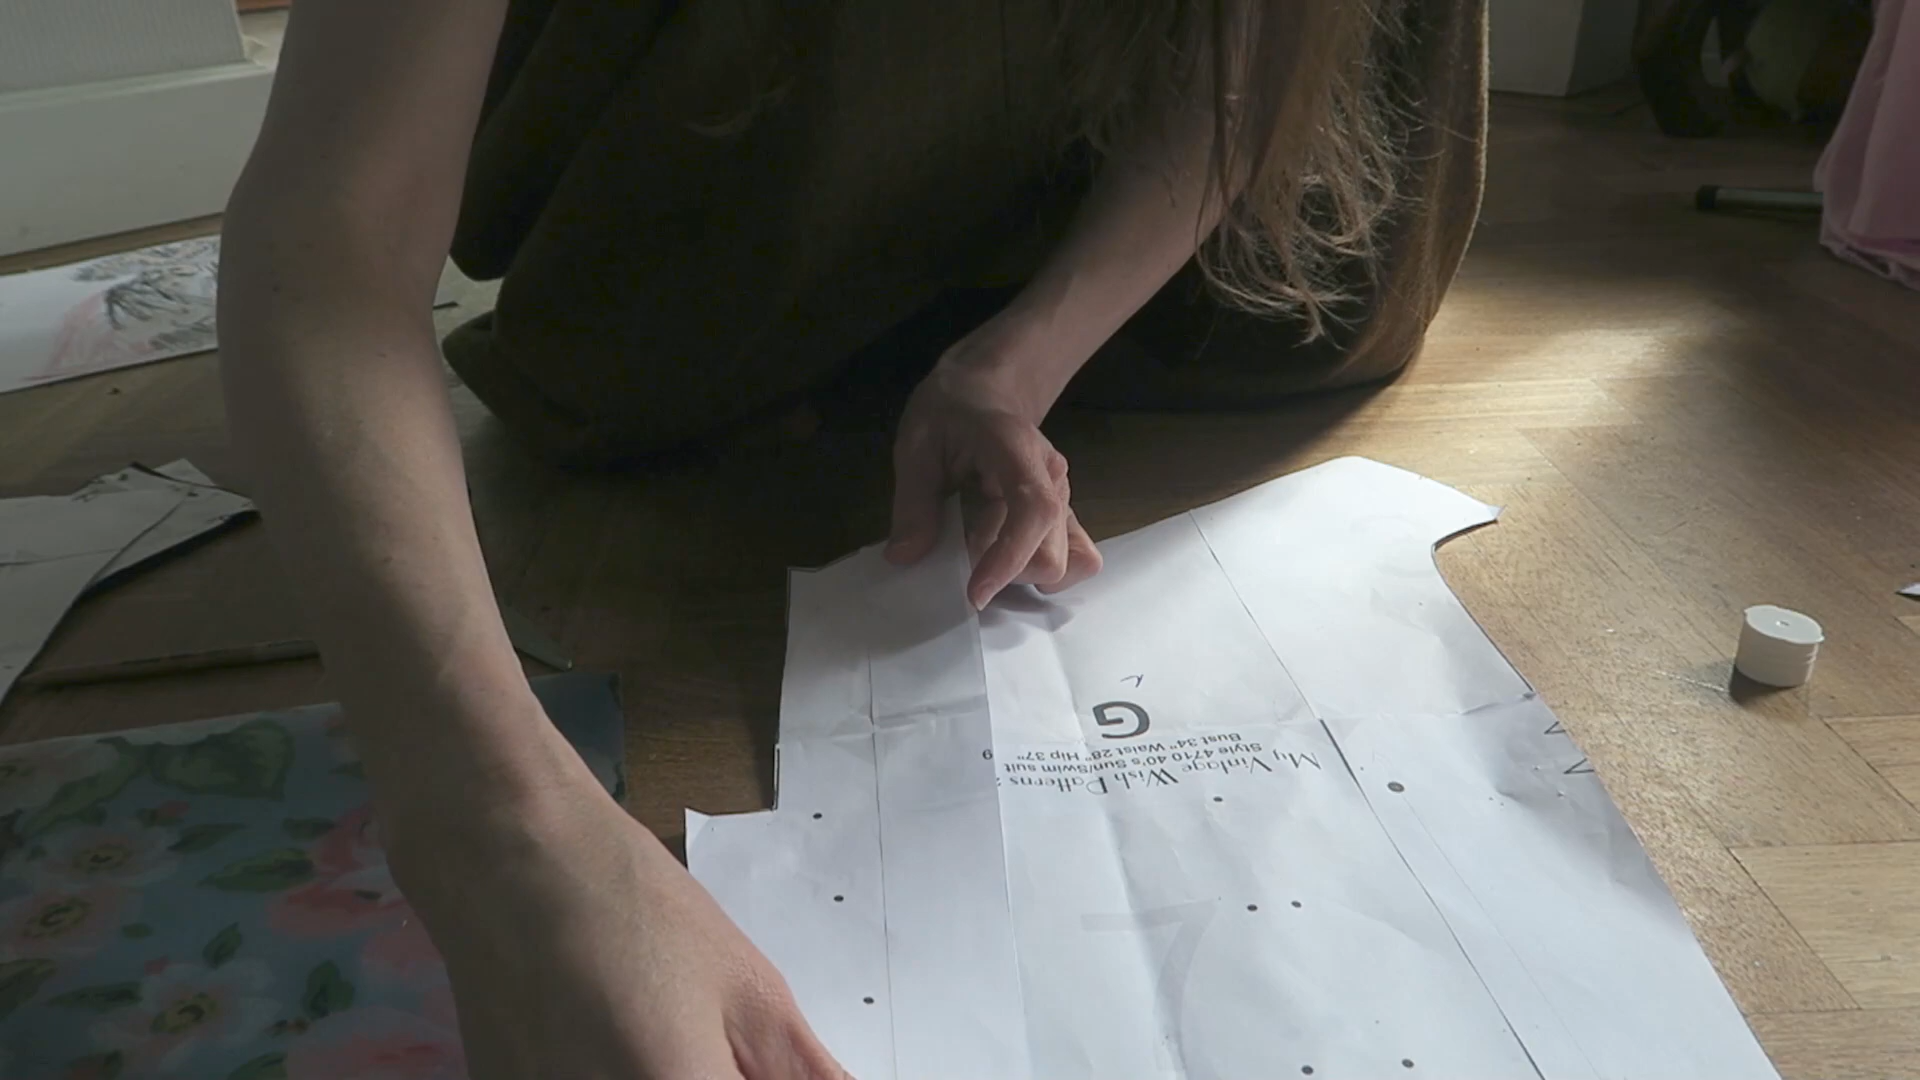 G
My Vintage Wish Patterns
Style 4710 40's Sun/Swim suit
Bust 34" Waist 28" Hip 37"